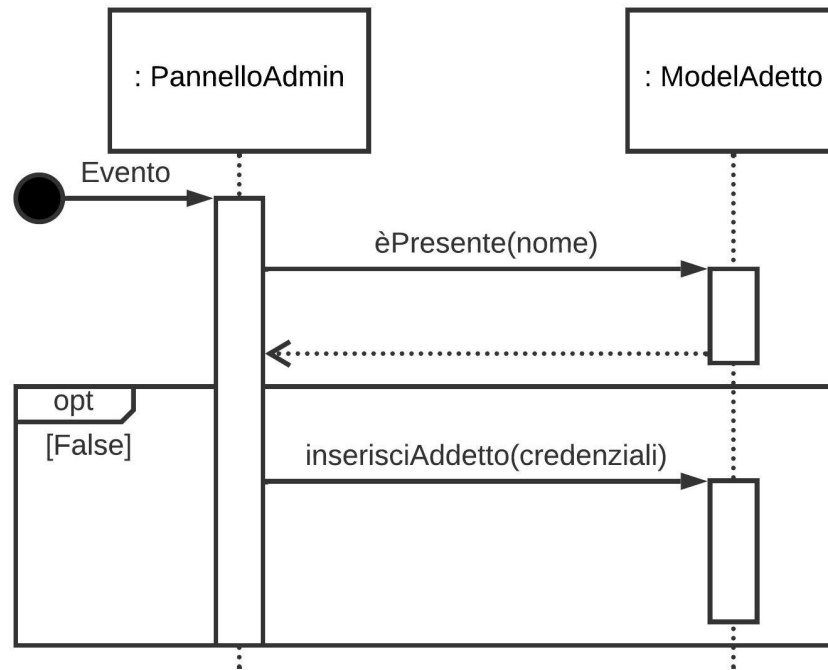 : PannelloAdmin
: ModelAdetto
Evento
èPresente(nome)
opt
[False]
inserisciAddetto(credenziali)